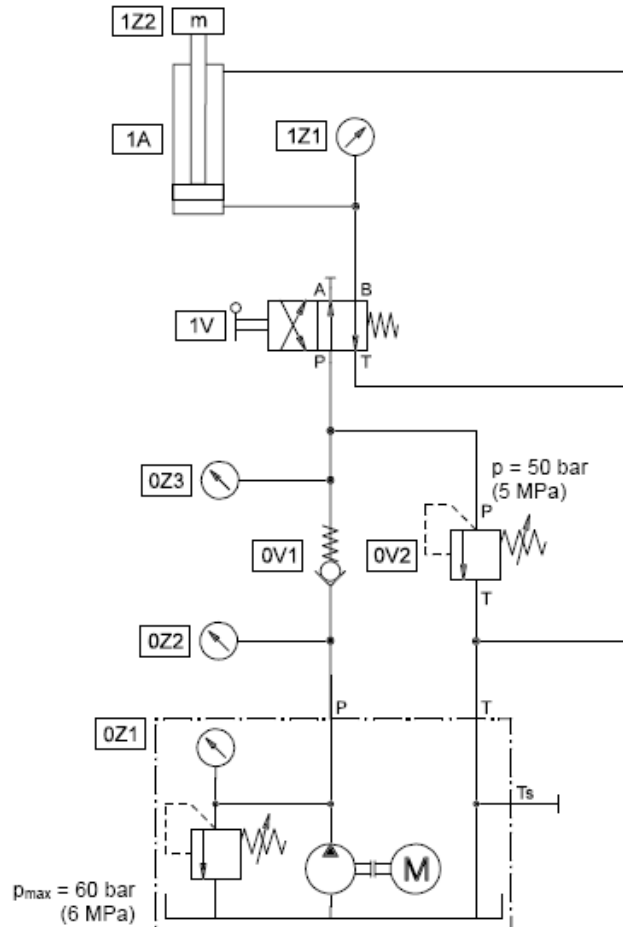 1Z2
m
1A
1Z1
A
B
1V
P
T
0Z3
p = 50 bar
(5 MPa)
P
0V1
0V2
T
0Z2
0Z1
P
T
Ts
M
pmax = 60 bar
(6 MPa)